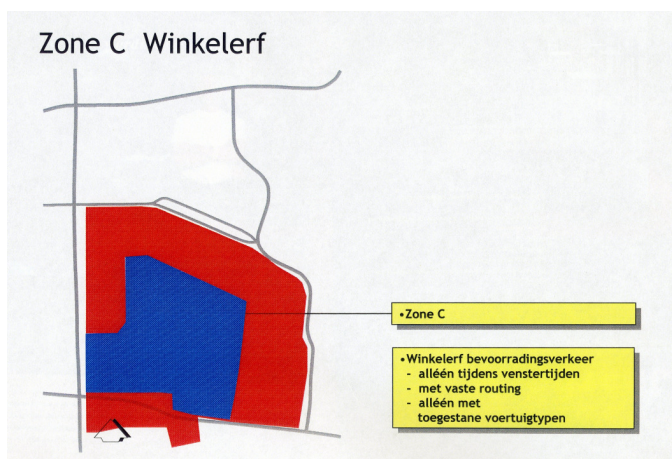 Zone C Winkelerf
•Zone C
•Winkelerf bevoorradingsverkeer
- alléén tijdens venstertijden
- met vaste routing
- alléén met
toegestane voertuigtypen